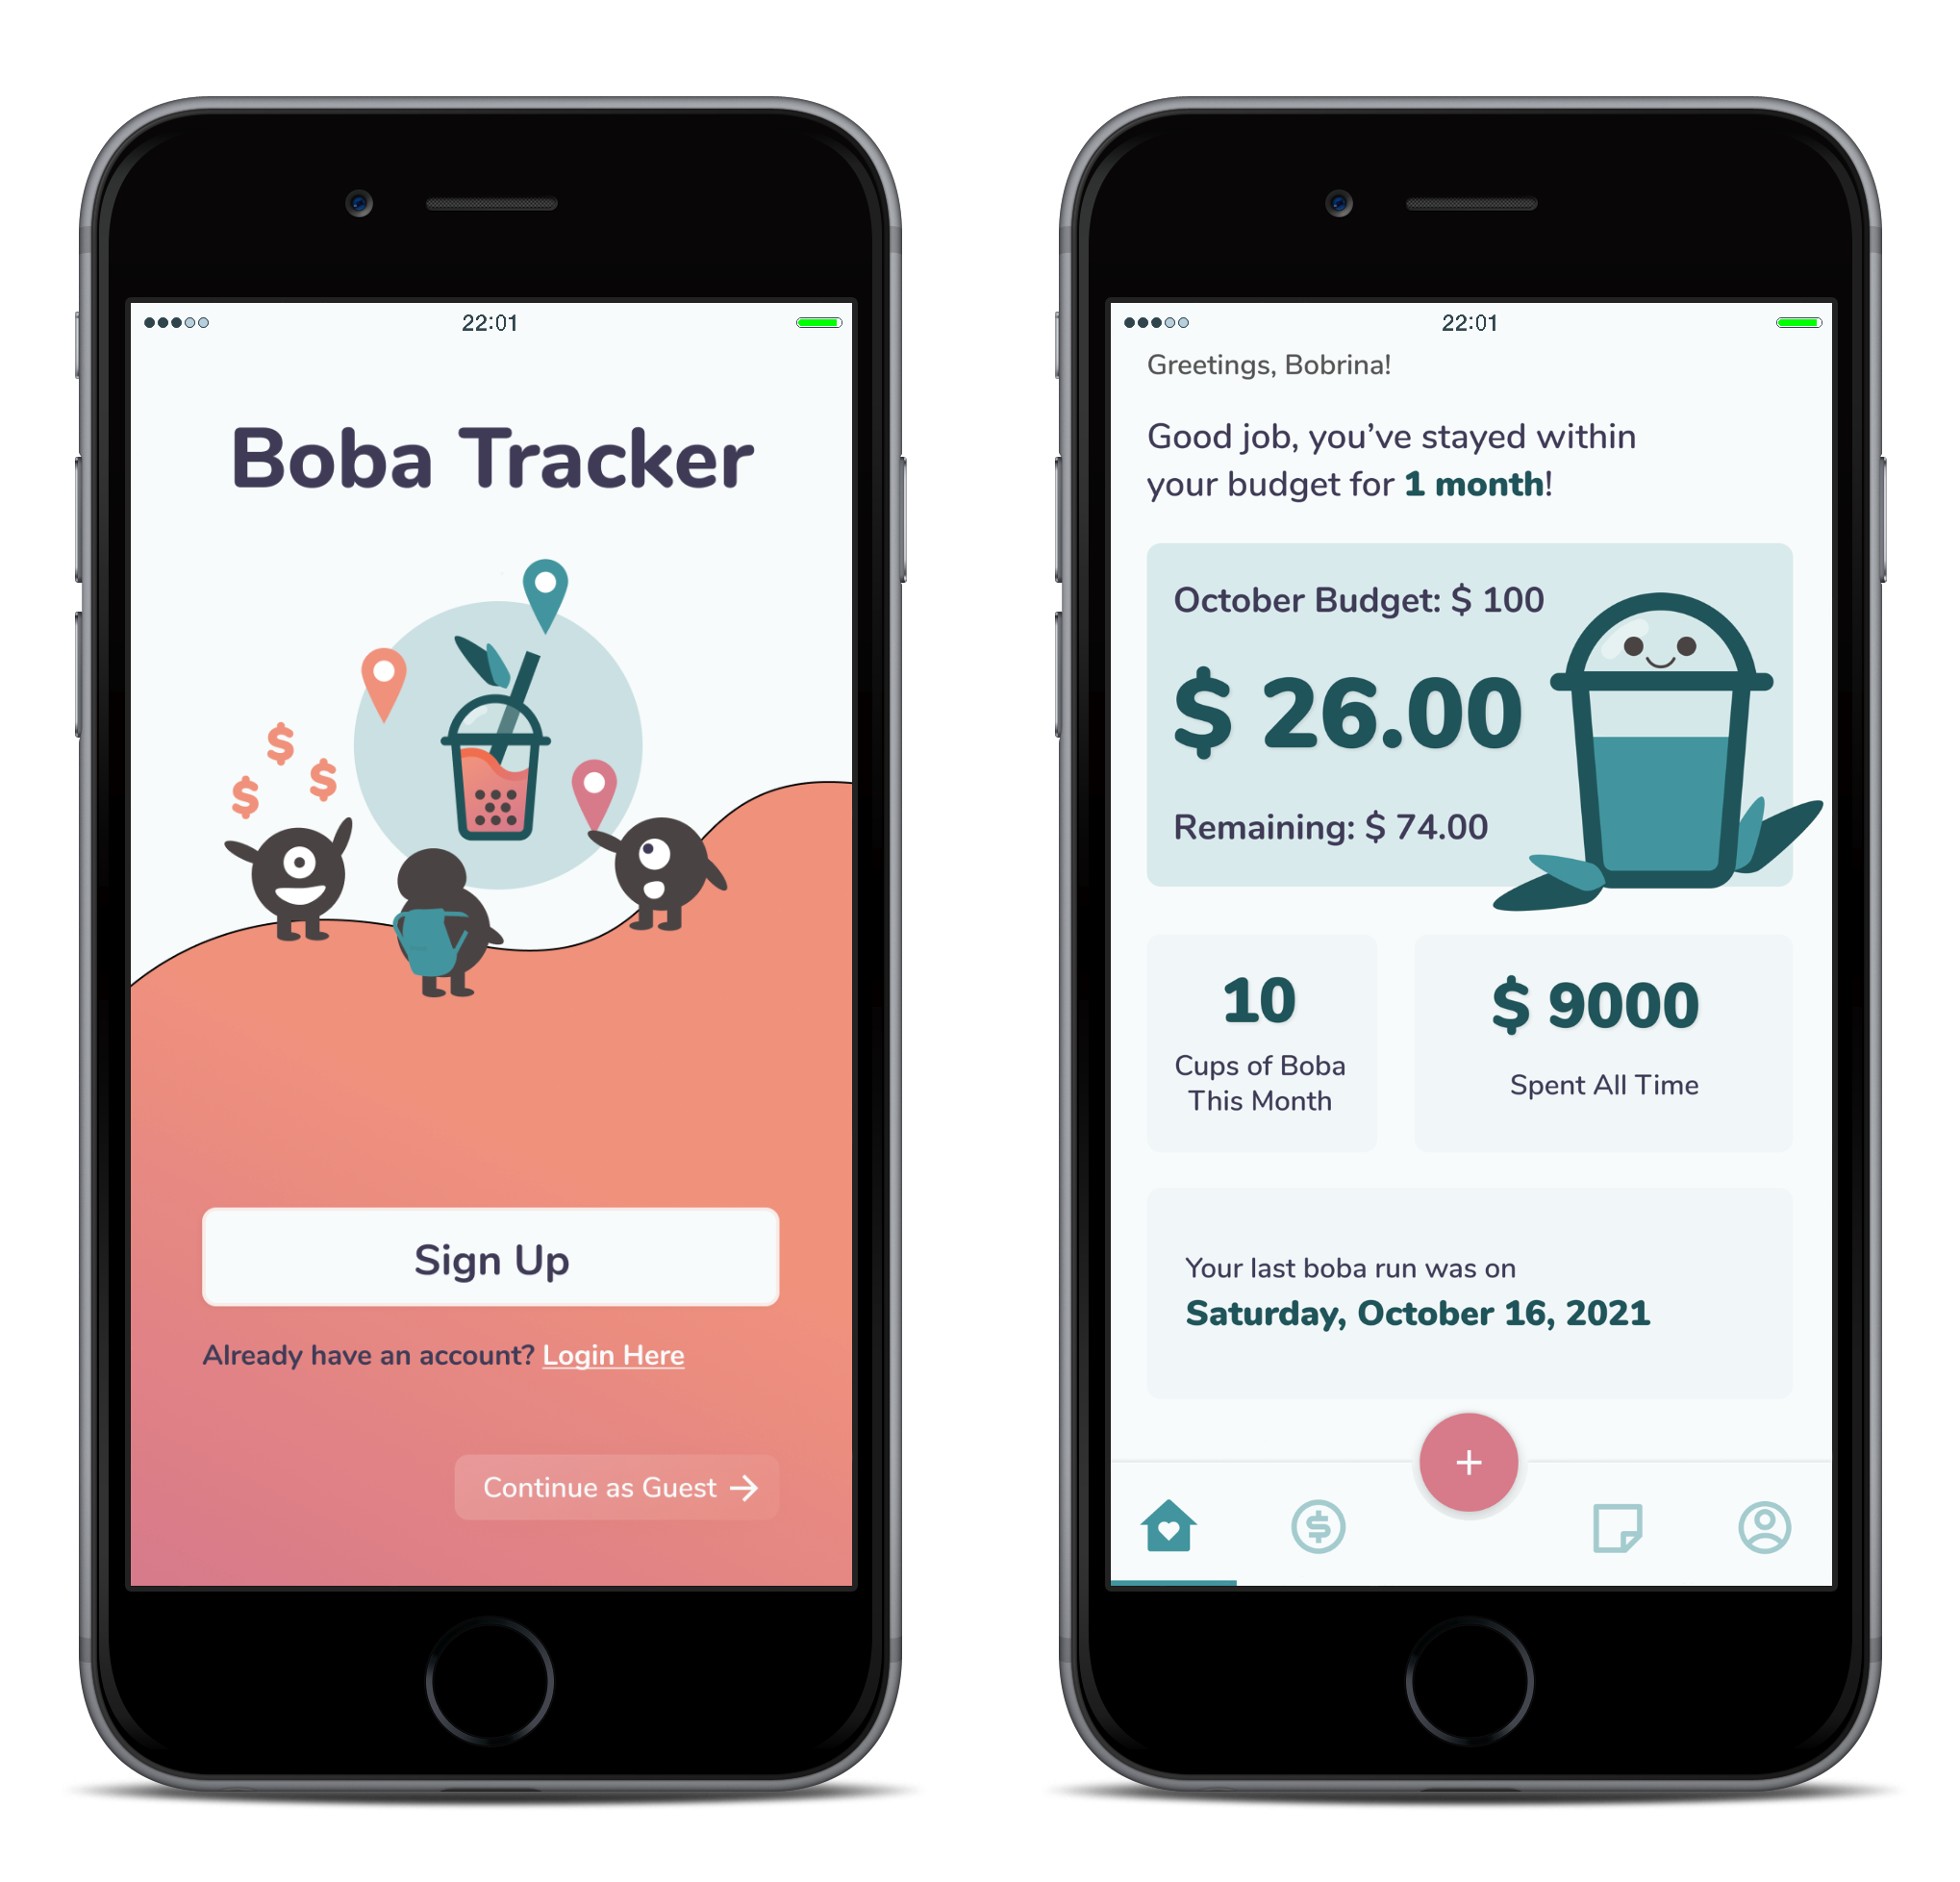 22:01
Boba Tracker
$
$
$
Sign Up
Already have an account? Login Here
Continue as Guest →
22:01
Greetings, Bobrina!
Good job, you’ve stayed within
your budget for 1 month!
October Budget: $ 100
$ 26.00
Remaining: $ 74.00
10
Cups of Boba
This Month
$ 9000
Spent All Time
Your last boba run was on
Saturday, October 16, 2021
+
$